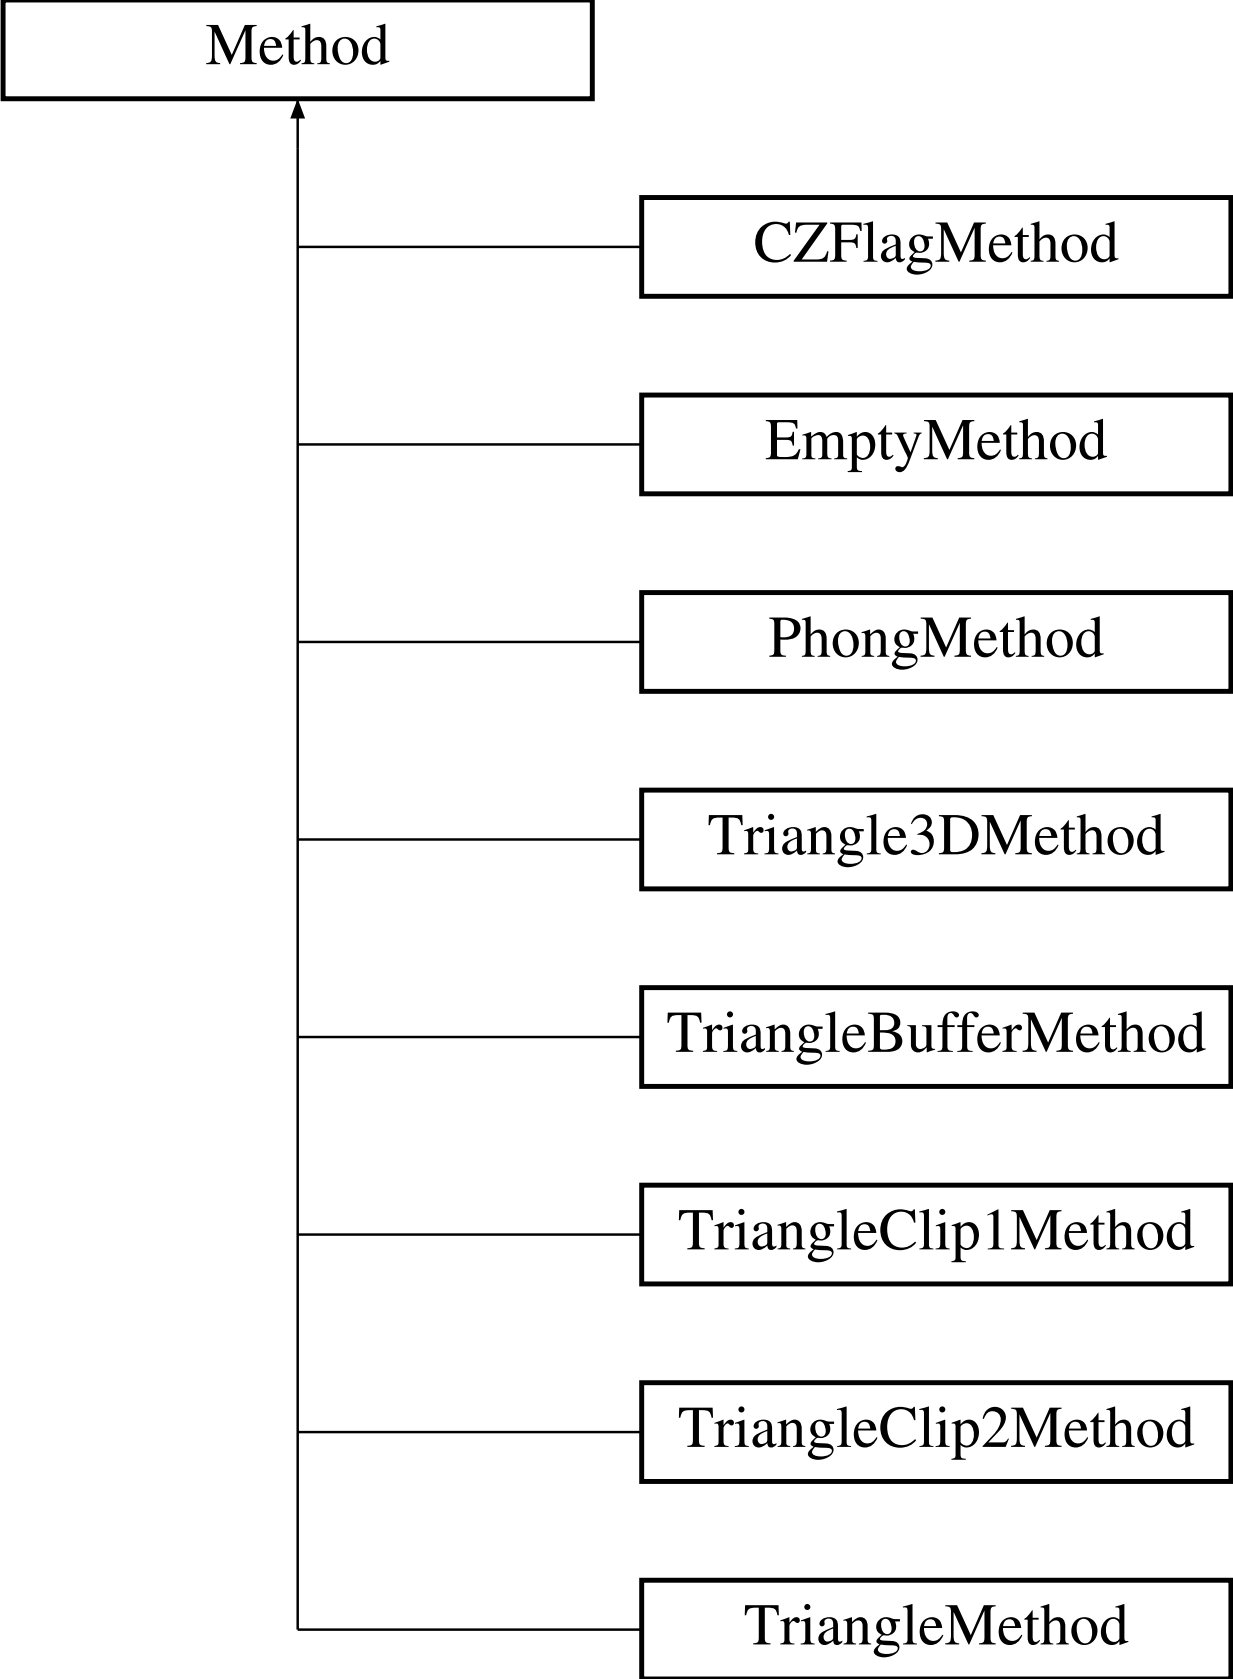 Method
CZFlagMethod
EmptyMethod
PhongMethod
Triangle3DMethod
TriangleBufferMethod
TriangleClip1Method
TriangleClip2Method
TriangleMethod